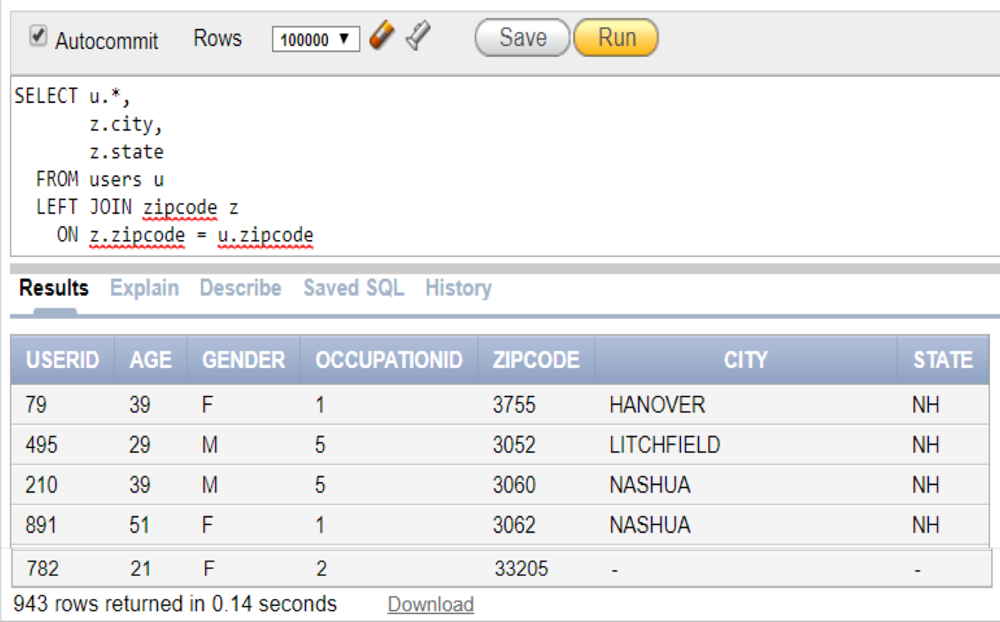 Autocommit Rows 100000 Save Run
SELECT u.*,
z.city,
z.state
FROM users u
LEFT JOIN zipcode z
ON z.zipcode = u.zipcode
Results Explain Describe Saved SQL History
USERID AGE GENDER OCCUPATIONID ZIPCODE CITY STATE
79 39 F 1 3755 HANOVER NH
495 29 M 5 3052 LITCHFIELD NH
210 39 M 5 3060 NASHUA NH
891 51 F 1 3062 NASHUA NH
782 21 F 2 33205 - -
943 rows returned in 0.14 seconds Download